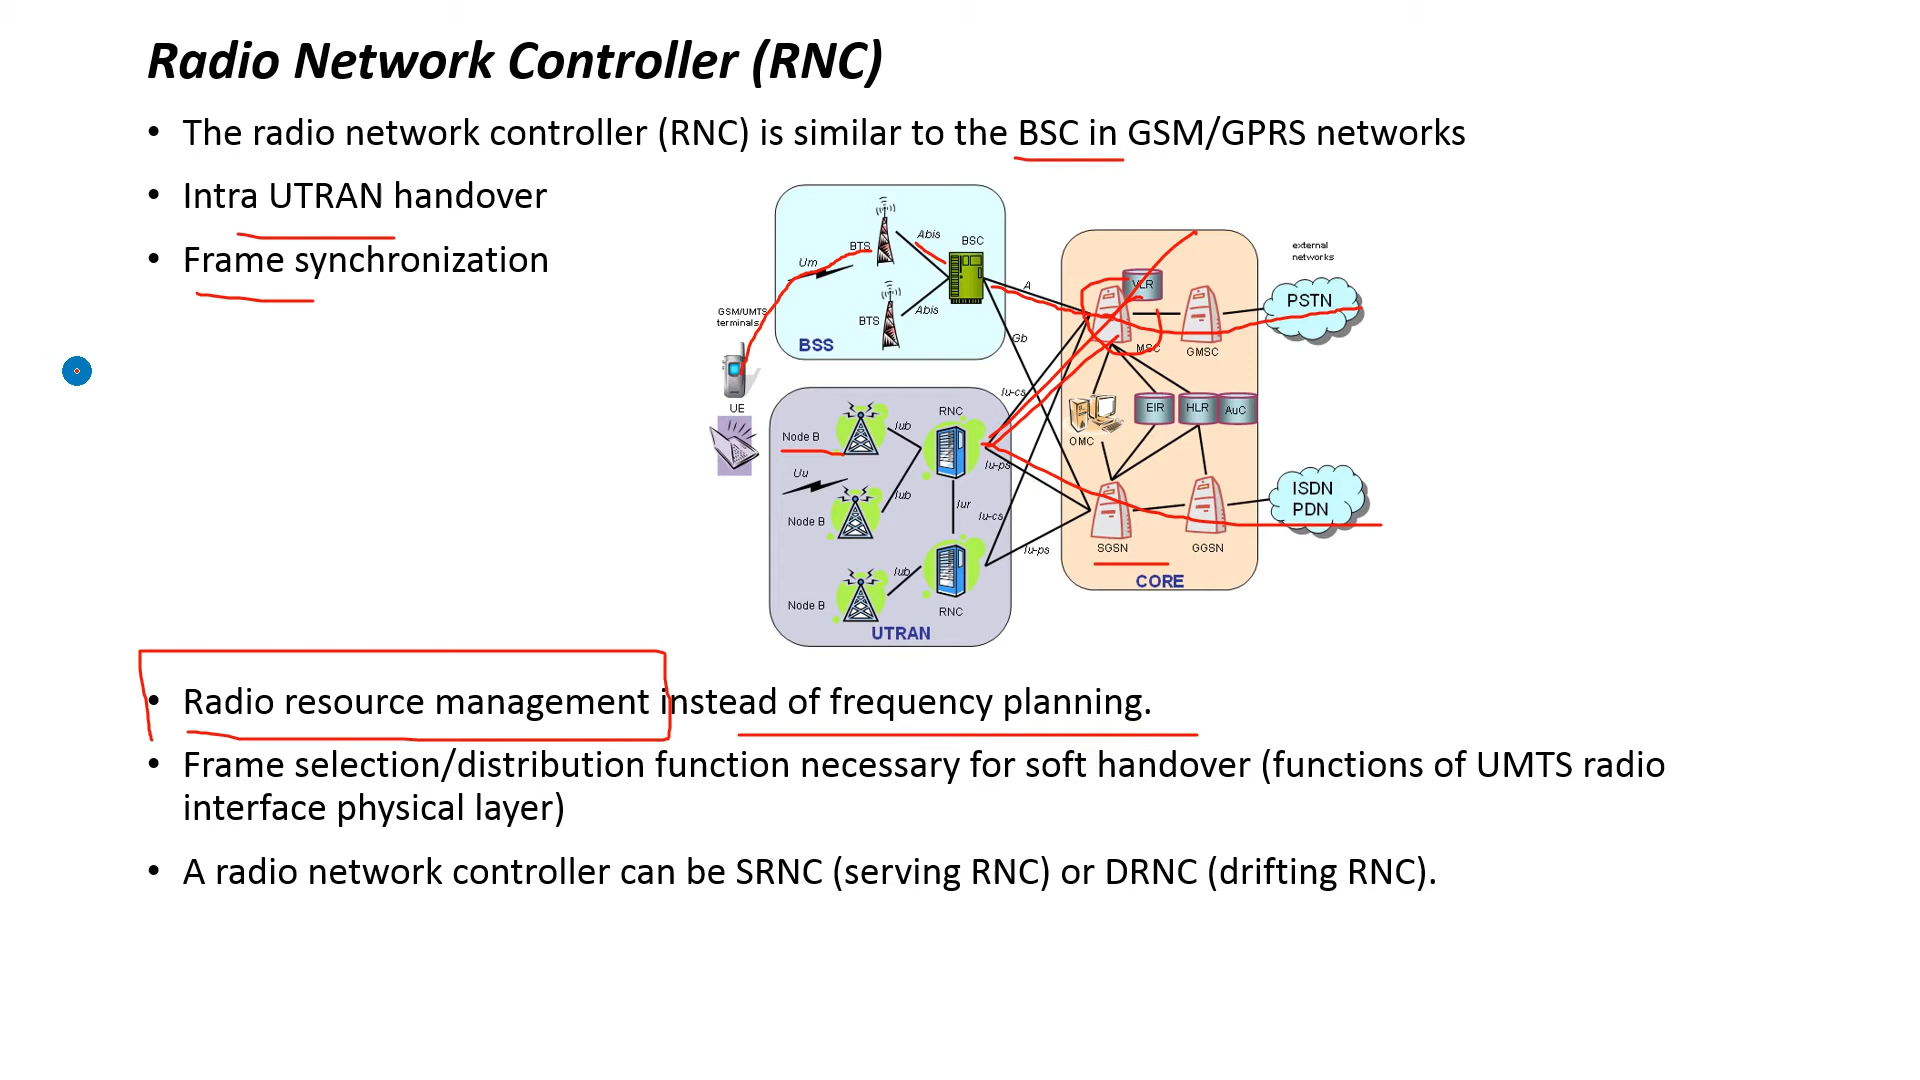 Radio Network Controller (RNC)
• The radio network controller (RNC) is similar to the BSC in GSM/GPRS networks
• Intra UTRAN handover
• Frame synchronization
BTS
Abis
BSC
Um
BTS
Abis
BSS
GSM/UMTS
terminals
UE
A
Gb
VLR
MSC
GMSC
external
networks
PSTN
Iu-cs
EIR
HLR
AuC
OMC
RNC
Node B
Iub
Uu
Iu-ps
Iub
Node B
Iur
Iu-cs
ISDN
PDN
SGSN
GGSN
Iu-ps
CORE
Iub
Node B
RNC
UTRAN
• Radio resource management instead of frequency planning.
• Frame selection/distribution function necessary for soft handover (functions of UMTS radio
interface physical layer)
• A radio network controller can be SRNC (serving RNC) or DRNC (drifting RNC).